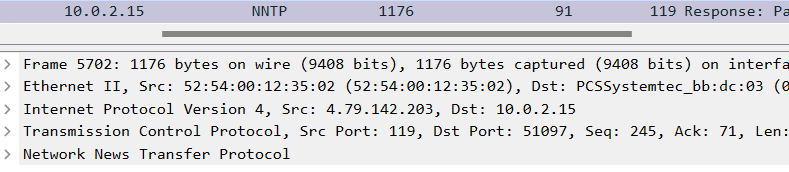 10.0.2.15 NNTP 1176 91 119 Response: Pa
Frame 5702: 1176 bytes on wire (9408 bits), 1176 bytes captured (9408 bits) on interfa
Ethernet II, Src: 52:54:00:12:35:02 (52:54:00:12:35:02), Dst: PCSSystemtec_bb:dc:03 (0
Internet Protocol Version 4, Src: 4.79.142.203, Dst: 10.0.2.15
Transmission Control Protocol, Src Port: 119, Dst Port: 51097, Seq: 245, Ack: 71, Len:
Network News Transfer Protocol